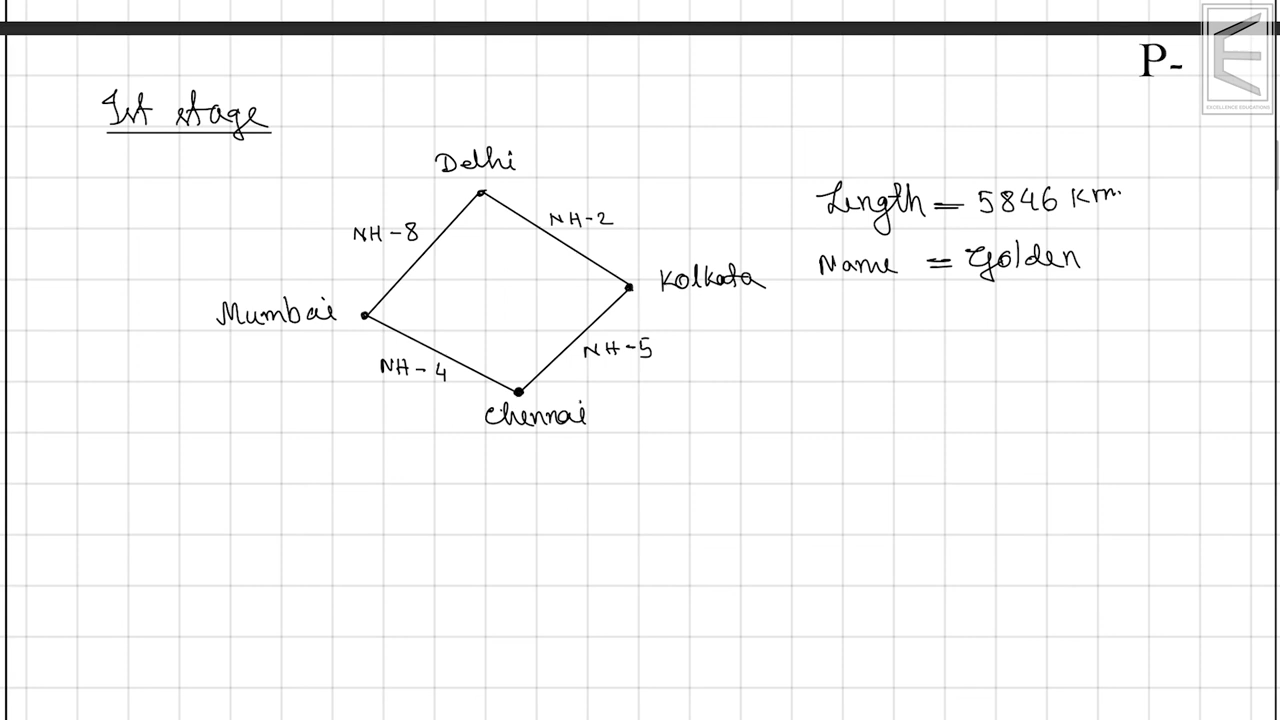 P-
EXCELLENCE EDUCATIONS
1st stage
Delhi
NH-8
NH-2
Length = 5846 km.
Name = Golden
Kolkata
Mumbai
NH-4
NH-5
Chennai